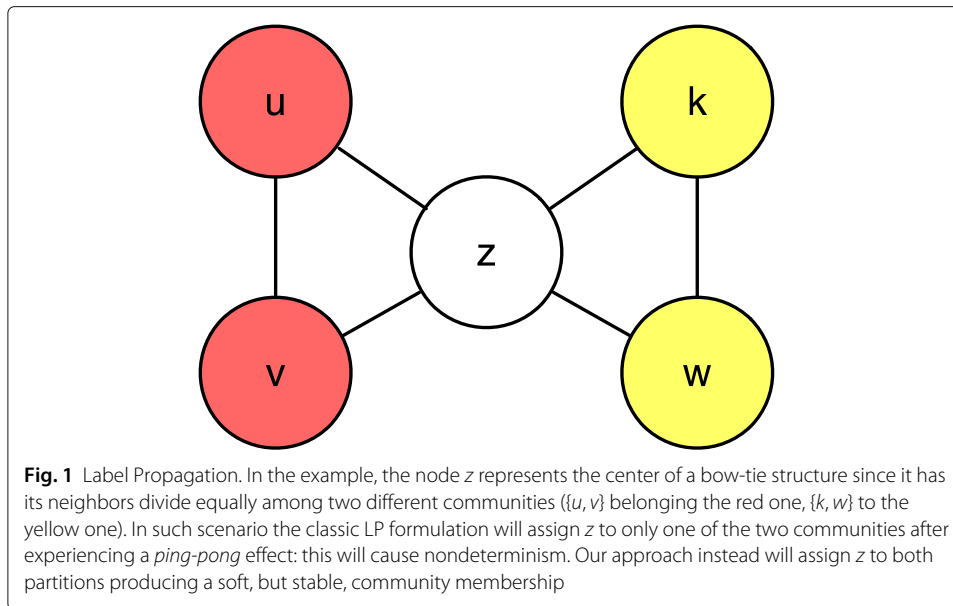 u
k
z
v
w
Fig. 1 Label Propagation. In the example, the node z represents the center of a bow-tie structure since it has
its neighbors divide equally among two different communities ({u, v} belonging the red one, {k, w} to the
yellow one). In such scenario the classic LP formulation will assign z to only one of the two communities after
experiencing a ping-pong effect: this will cause nondeterminism. Our approach instead will assign z to both
partitions producing a soft, but stable, community membership